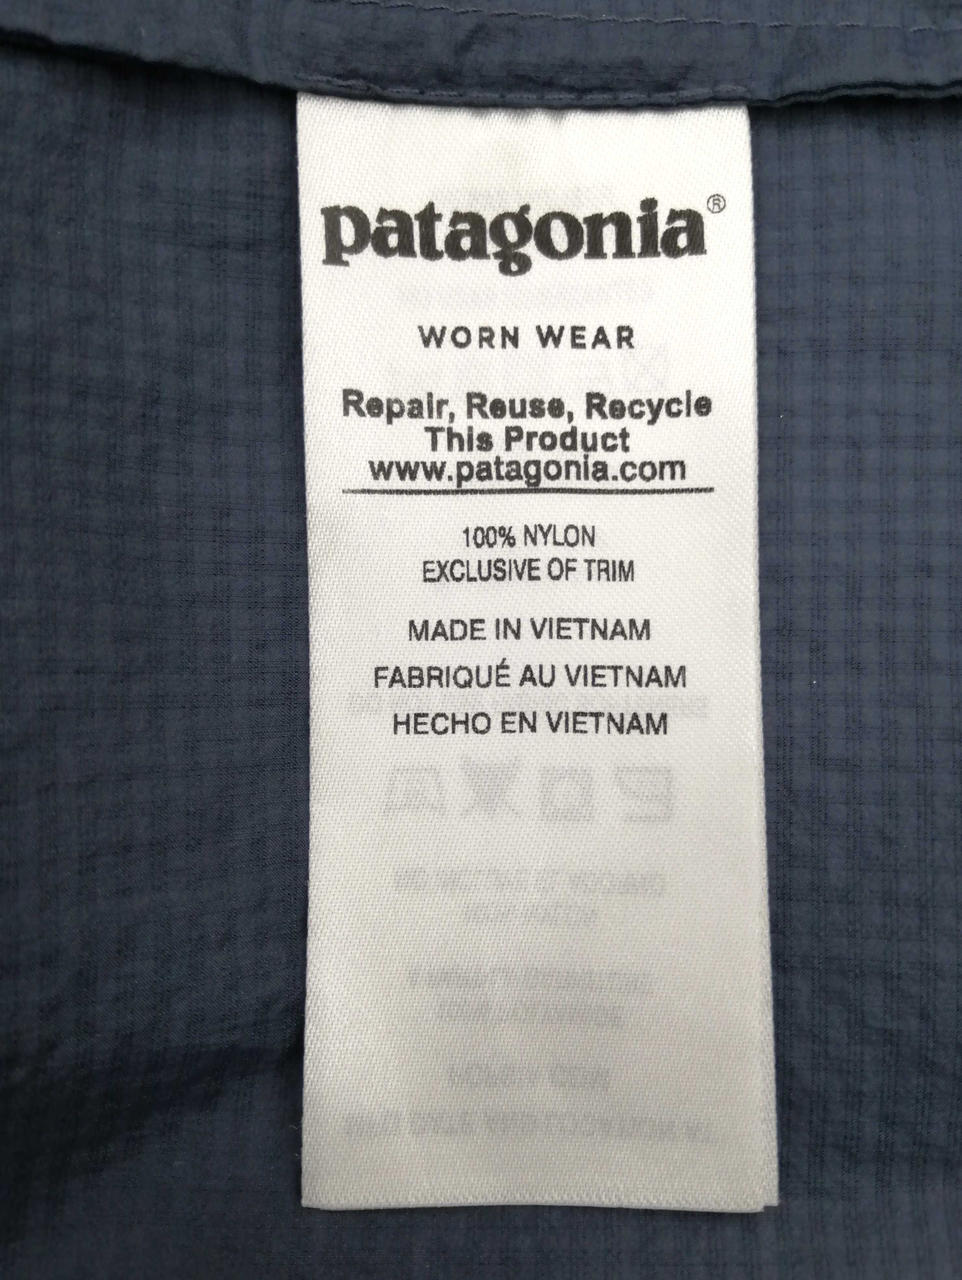 patagonia®
WORN WEAR
Repair, Reuse, Recycle
This Product
www.patagonia.com
100% NYLON
EXCLUSIVE OF TRIM
MADE IN VIETNAM
FABRIQUÉ AU VIETNAM
HECHO EN VIETNAM